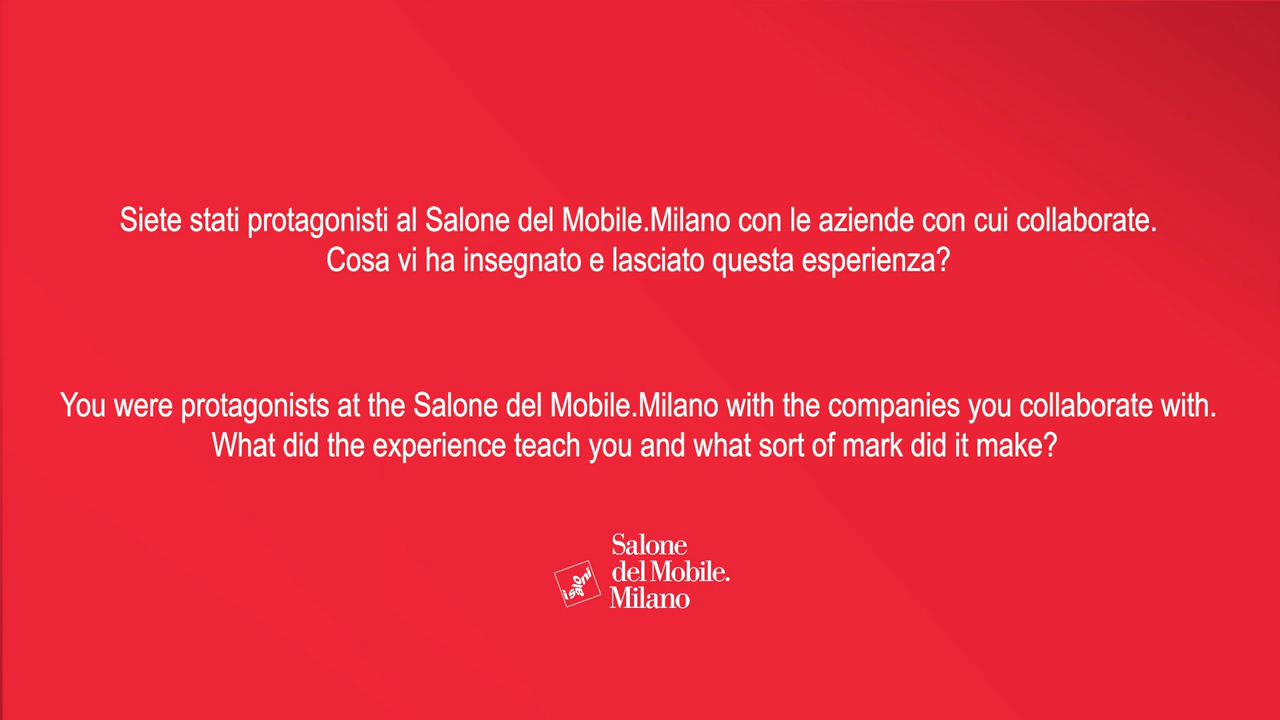 Siete stati protagonisti al Salone del Mobile.Milano con le aziende con cui collaborate.
Cosa vi ha insegnato e lasciato questa esperienza?
You were protagonists at the Salone del Mobile.Milano with the companies you collaborate with.
What did the experience teach you and what sort of mark did it make?
i saloni
Salone
del Mobile.
Milano